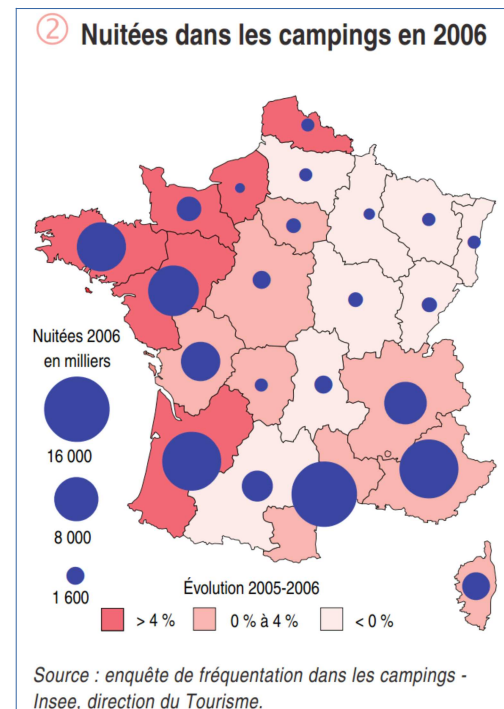 ② Nuitées dans les campings en 2006
Nuitées 2006
en milliers
16 000
8 000
1 600
Évolution 2005-2006
> 4 %
0 % à 4 %
< 0 %
Source : enquête de fréquentation dans les campings -
Insee, direction du Tourisme.